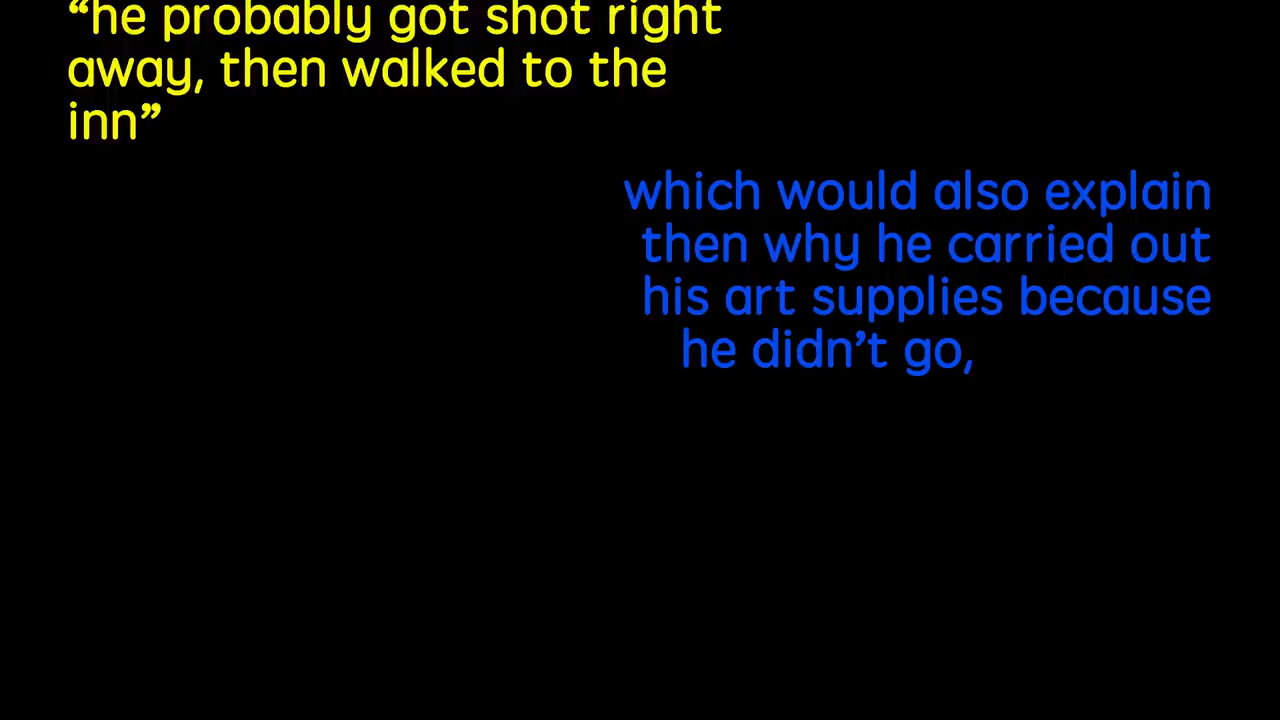 “he probably got shot right
away, then walked to the
inn”
which would also explain
then why he carried out
his art supplies because
he didn’t go,